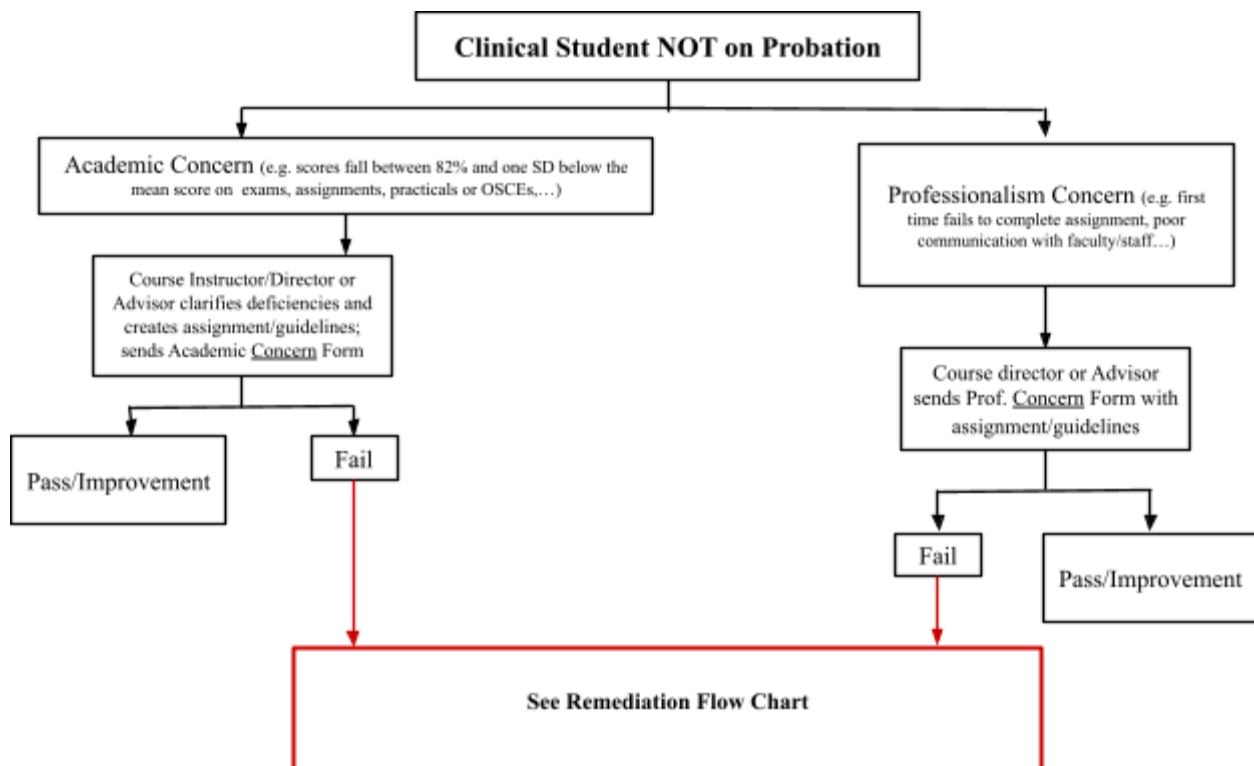 Clinical Student NOT on Probation
Academic Concern (e.g. scores fall between 82% and one SD below the
mean score on exams, assignments, practicals or OSCEs,…)
Professionalism Concern (e.g. first
time fails to complete assignment, poor
communication with faculty/staff…)
Course Instructor/Director or
Advisor clarifies deficiencies and
creates assignment/guidelines;
sends Academic Concern Form
Course director or Advisor
sends Prof. Concern Form with
assignment/guidelines
Pass/Improvement
Fail
Fail
Pass/Improvement
See Remediation Flow Chart